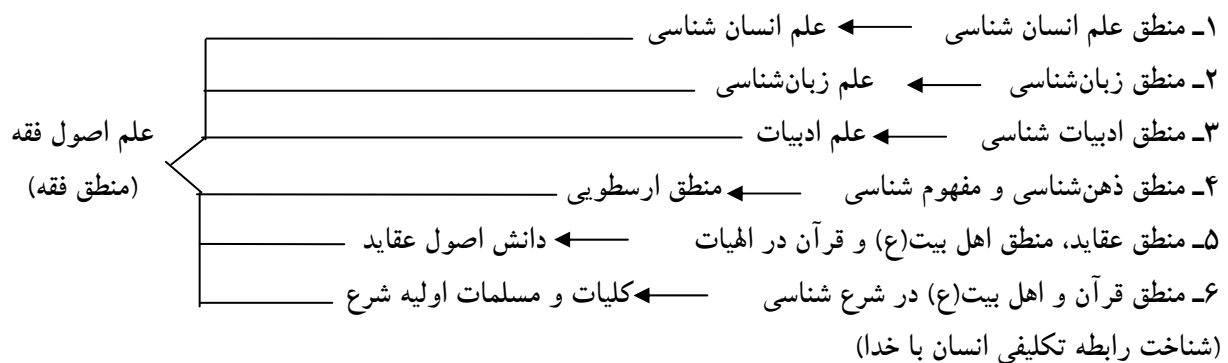 ۱ـ منطق علم انسان شناسی علم انسان شناسی
۲ـ منطق زبان‌شناسی علم زبان‌شناسی
۳ـ منطق ادبیات شناسی علم ادبیات
علم اصول فقه
(منطق فقه)
۴ـ منطق ذهن‌شناسی و مفهوم شناسی منطق ارسطویی
۵ـ منطق عقاید، منطق اهل بیت(ع) و قرآن در الهیات دانش اصول عقاید
۶ـ منطق قرآن و اهل بیت(ع) در شرع شناسی کلیات و مسلمات اولیه شرع
(شناخت رابطه تکلیفی انسان با خدا)